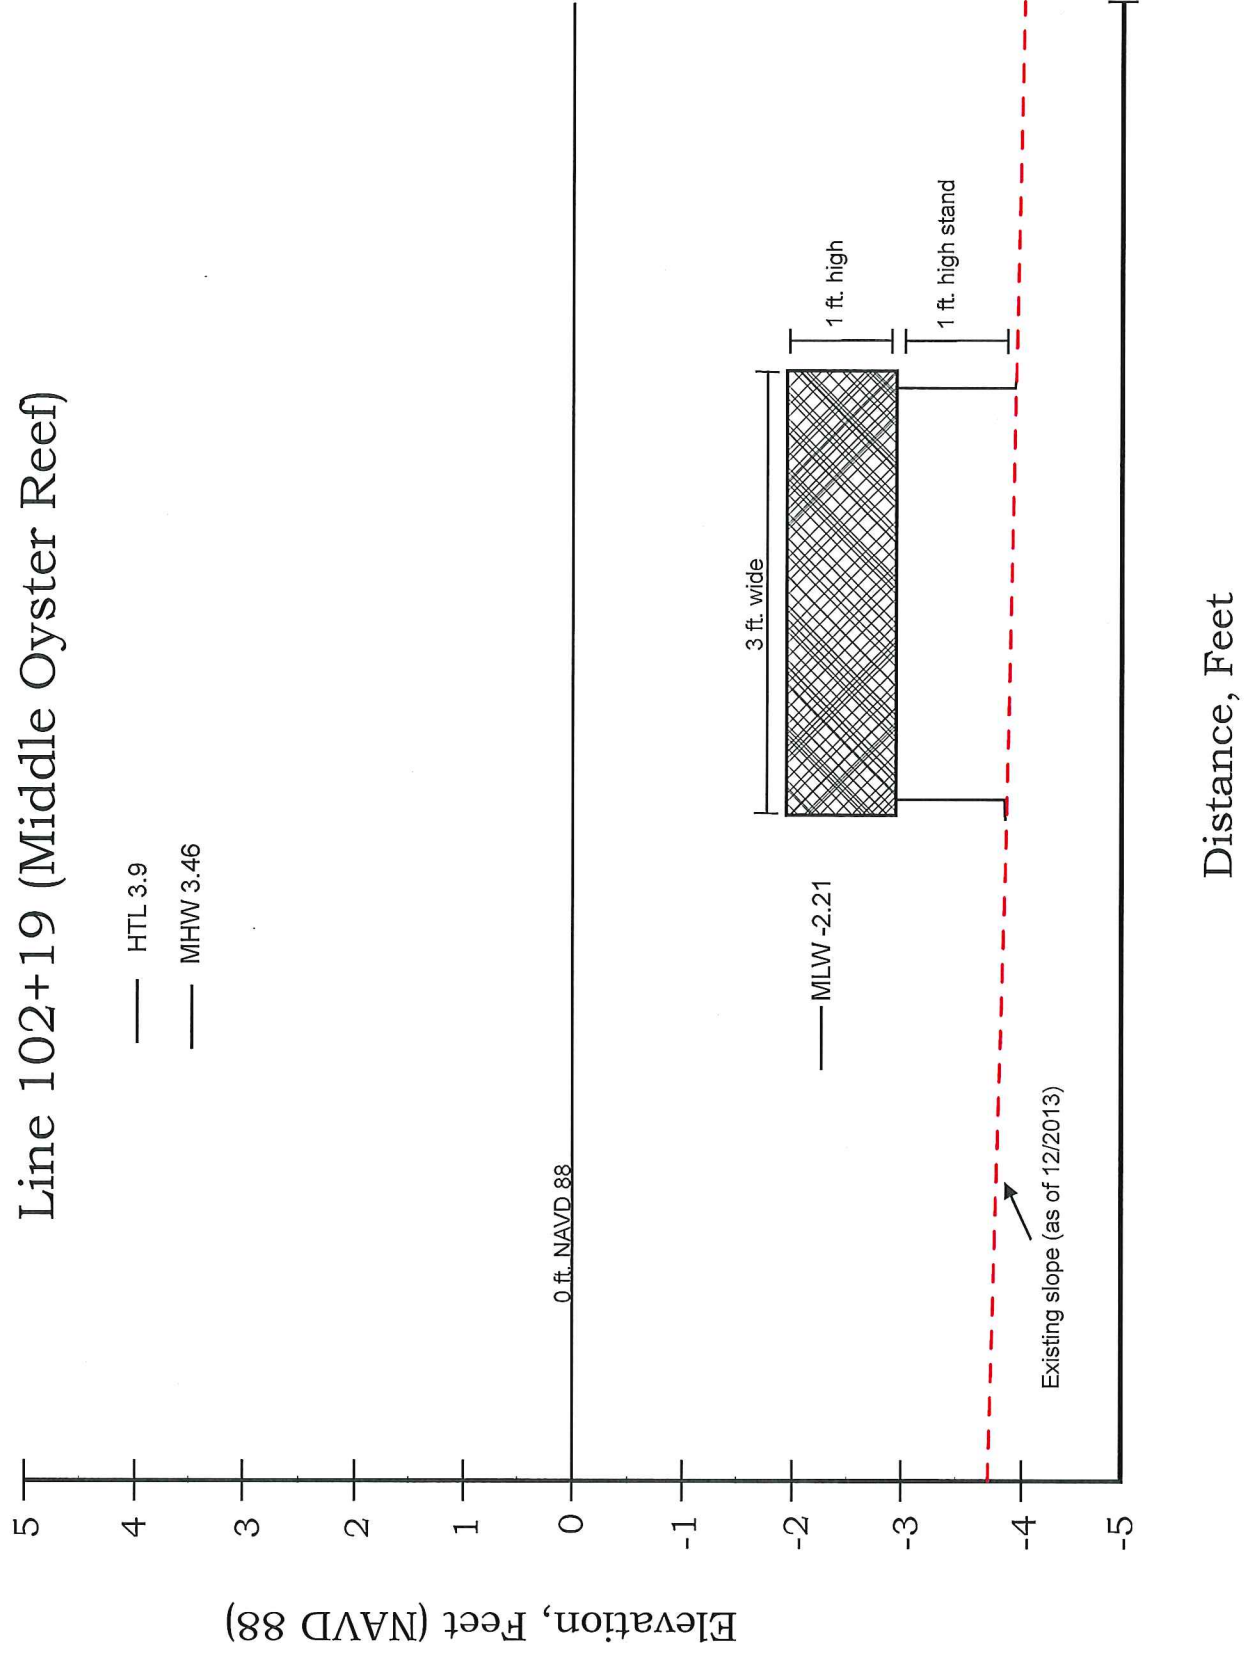 Line 102+19 (Middle Oyster Reef)
HTL 3.9
MHW 3.46
0 ft. NAVD 88
3 ft. wide
1 ft. high
MLW -2.21
1 ft. high stand
Existing slope (as of 12/2013)
5
4
3
2
1
0
-1
-2
-3
-4
-5
Elevation, Feet (NAVD 88)
Distance, Feet